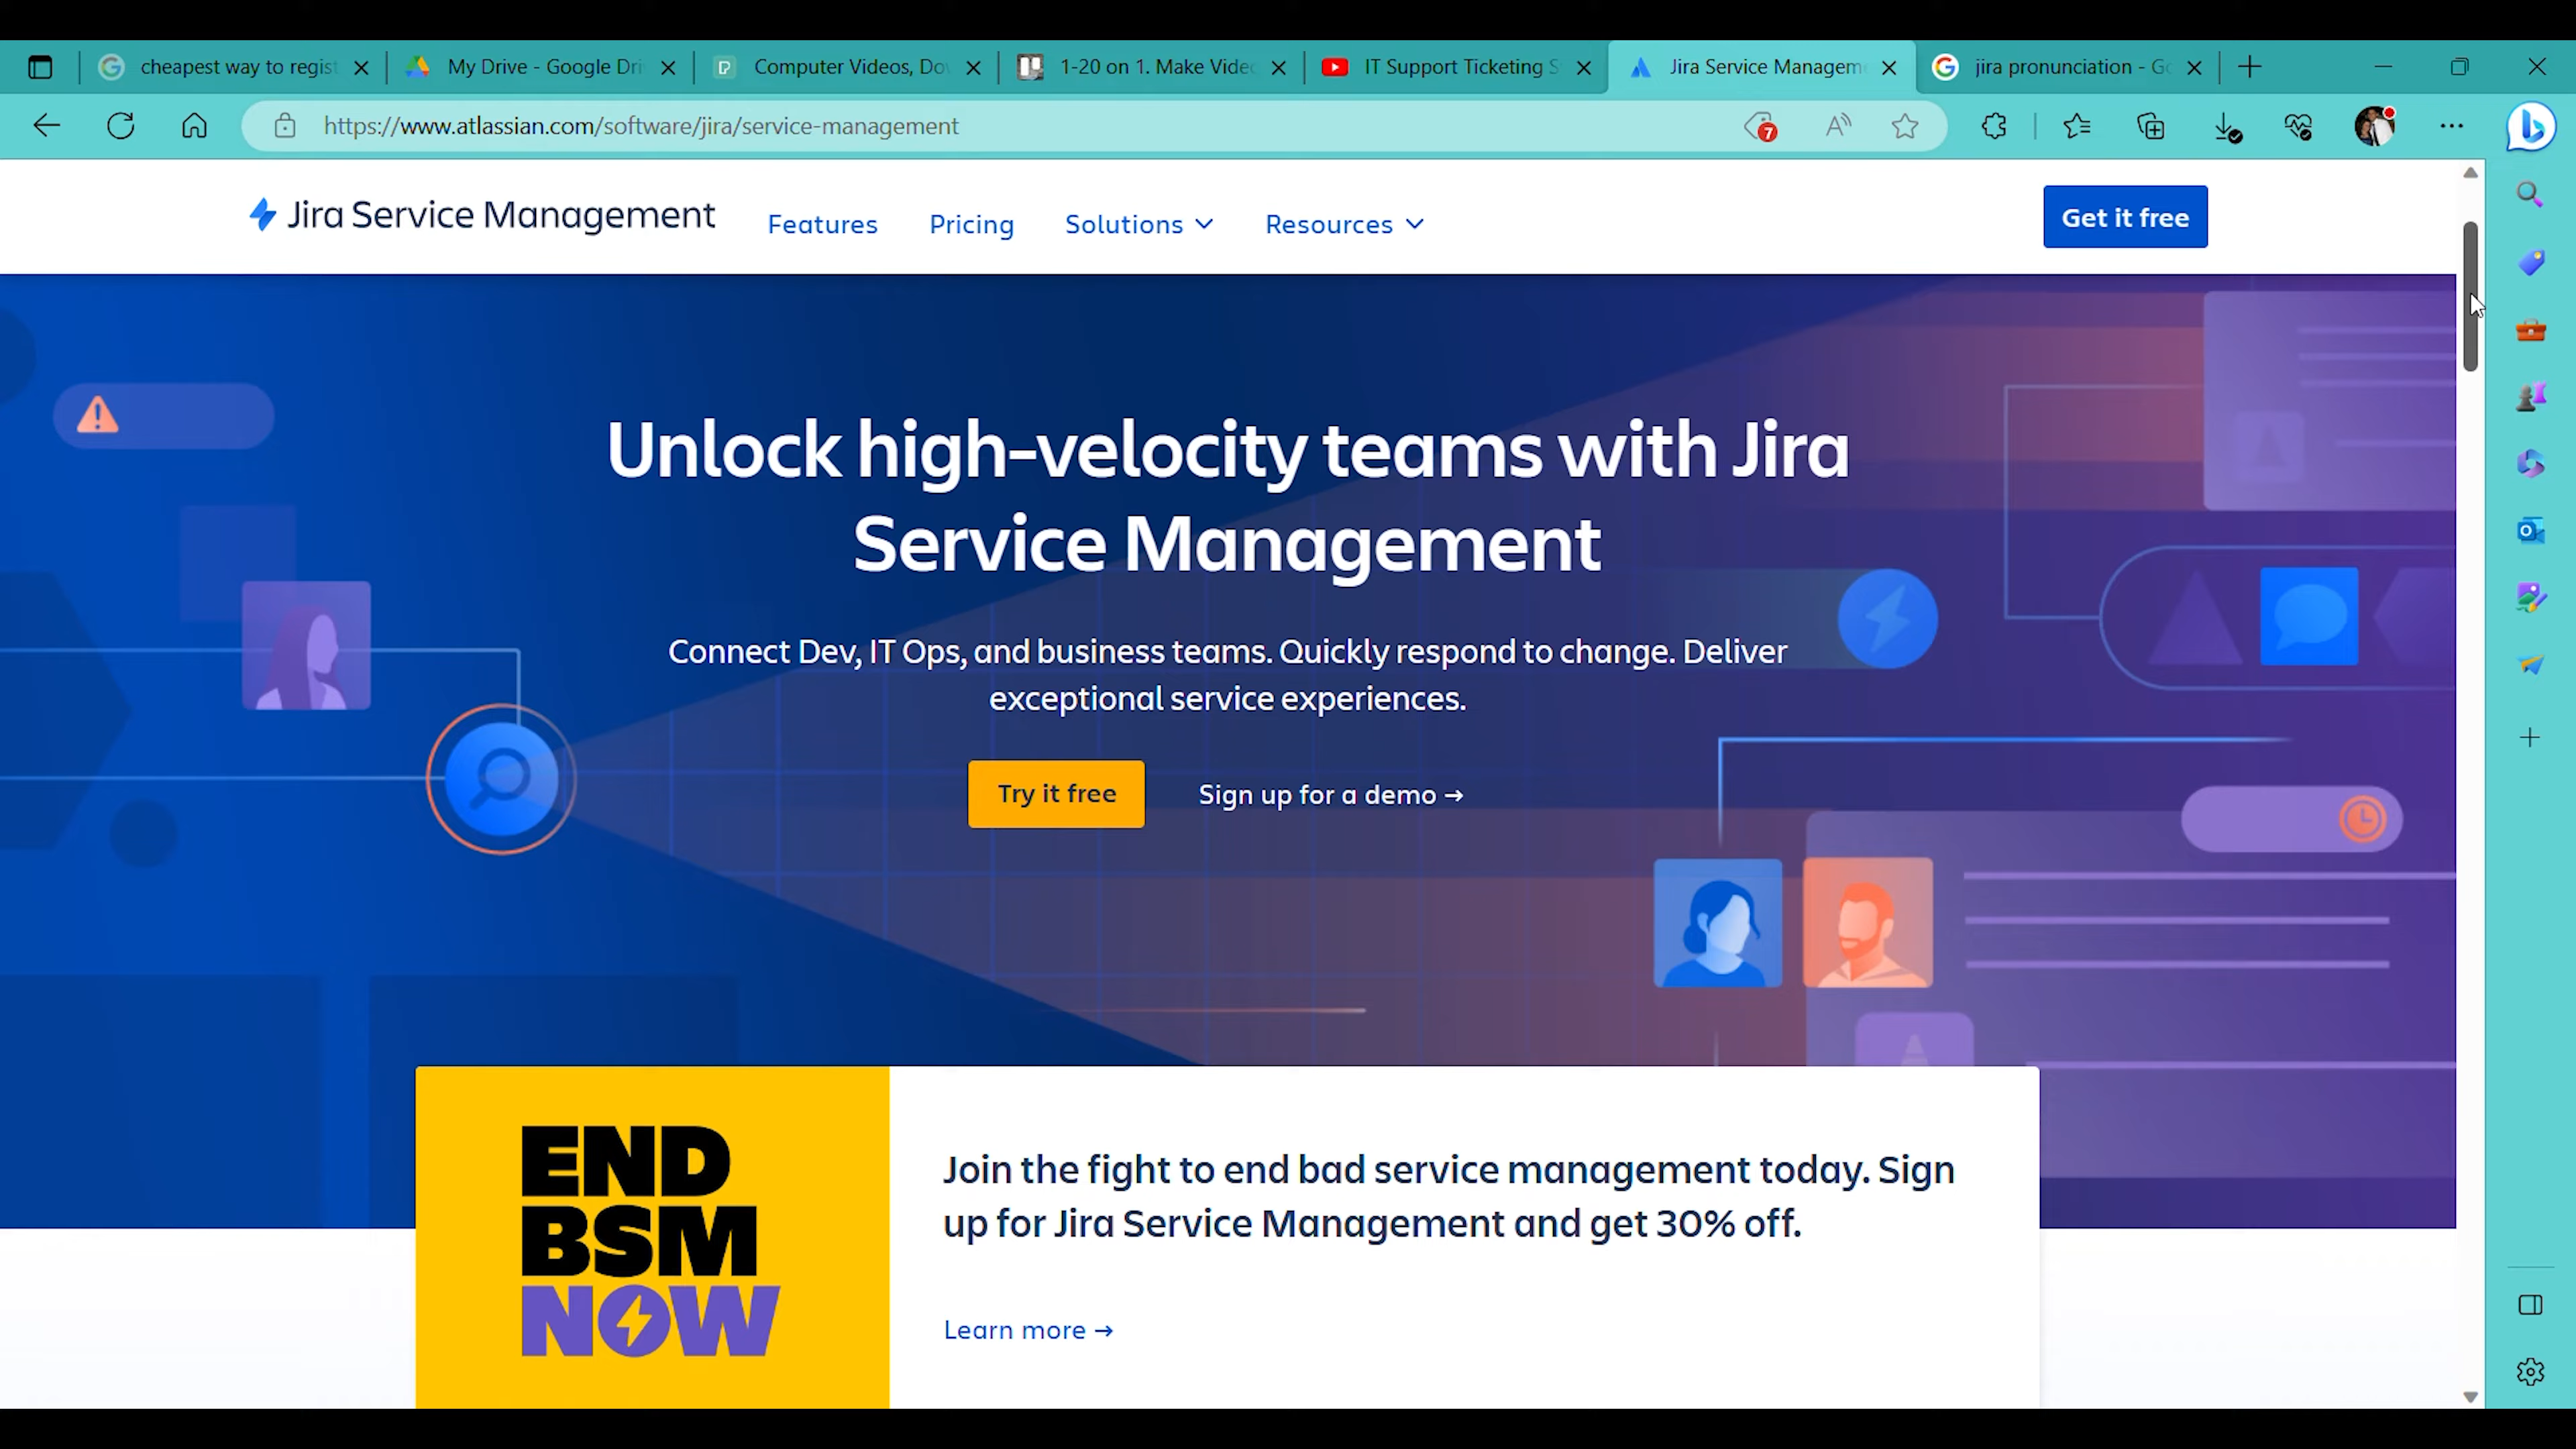 cheapest way to regist
My Drive - Google Dri
Computer Videos, Dov
1-20 on 1. Make Vide
IT Support Ticketing S
Jira Service Managem
jira pronunciation - Go
https://www.atlassian.com/software/jira/service-management
7
Jira Service Management
Features
Pricing
Solutions
Resources
Get it free
Unlock high-velocity teams with Jira
Service Management
Connect Dev, IT Ops, and business teams. Quickly respond to change. Deliver
exceptional service experiences.
Try it free
Sign up for a demo →
END
BSM
NOW
Join the fight to end bad service management today. Sign
up for Jira Service Management and get 30% off.
Learn more →